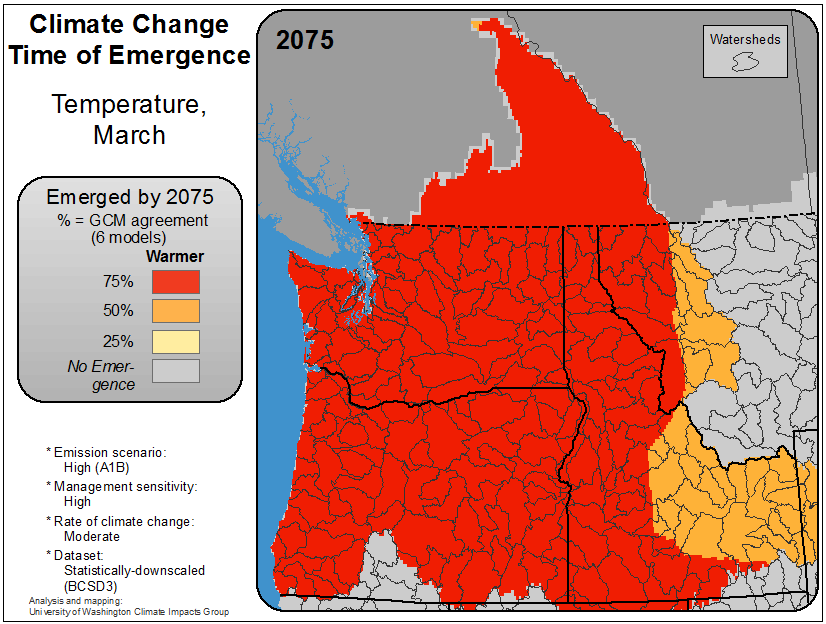 Climate Change
Time of Emergence
Temperature,
March
Emerged by 2075
% = GCM agreement
(6 models)
Warmer
75%
50%
25%
No Emer-
gence
* Emission scenario:
High (A1B)
* Management sensitivity:
High
* Rate of climate change:
Moderate
* Dataset:
Statistically-downscaled
(BCSD3)
Analysis and mapping:
University of Washington Climate Impacts Group
2075
Watersheds